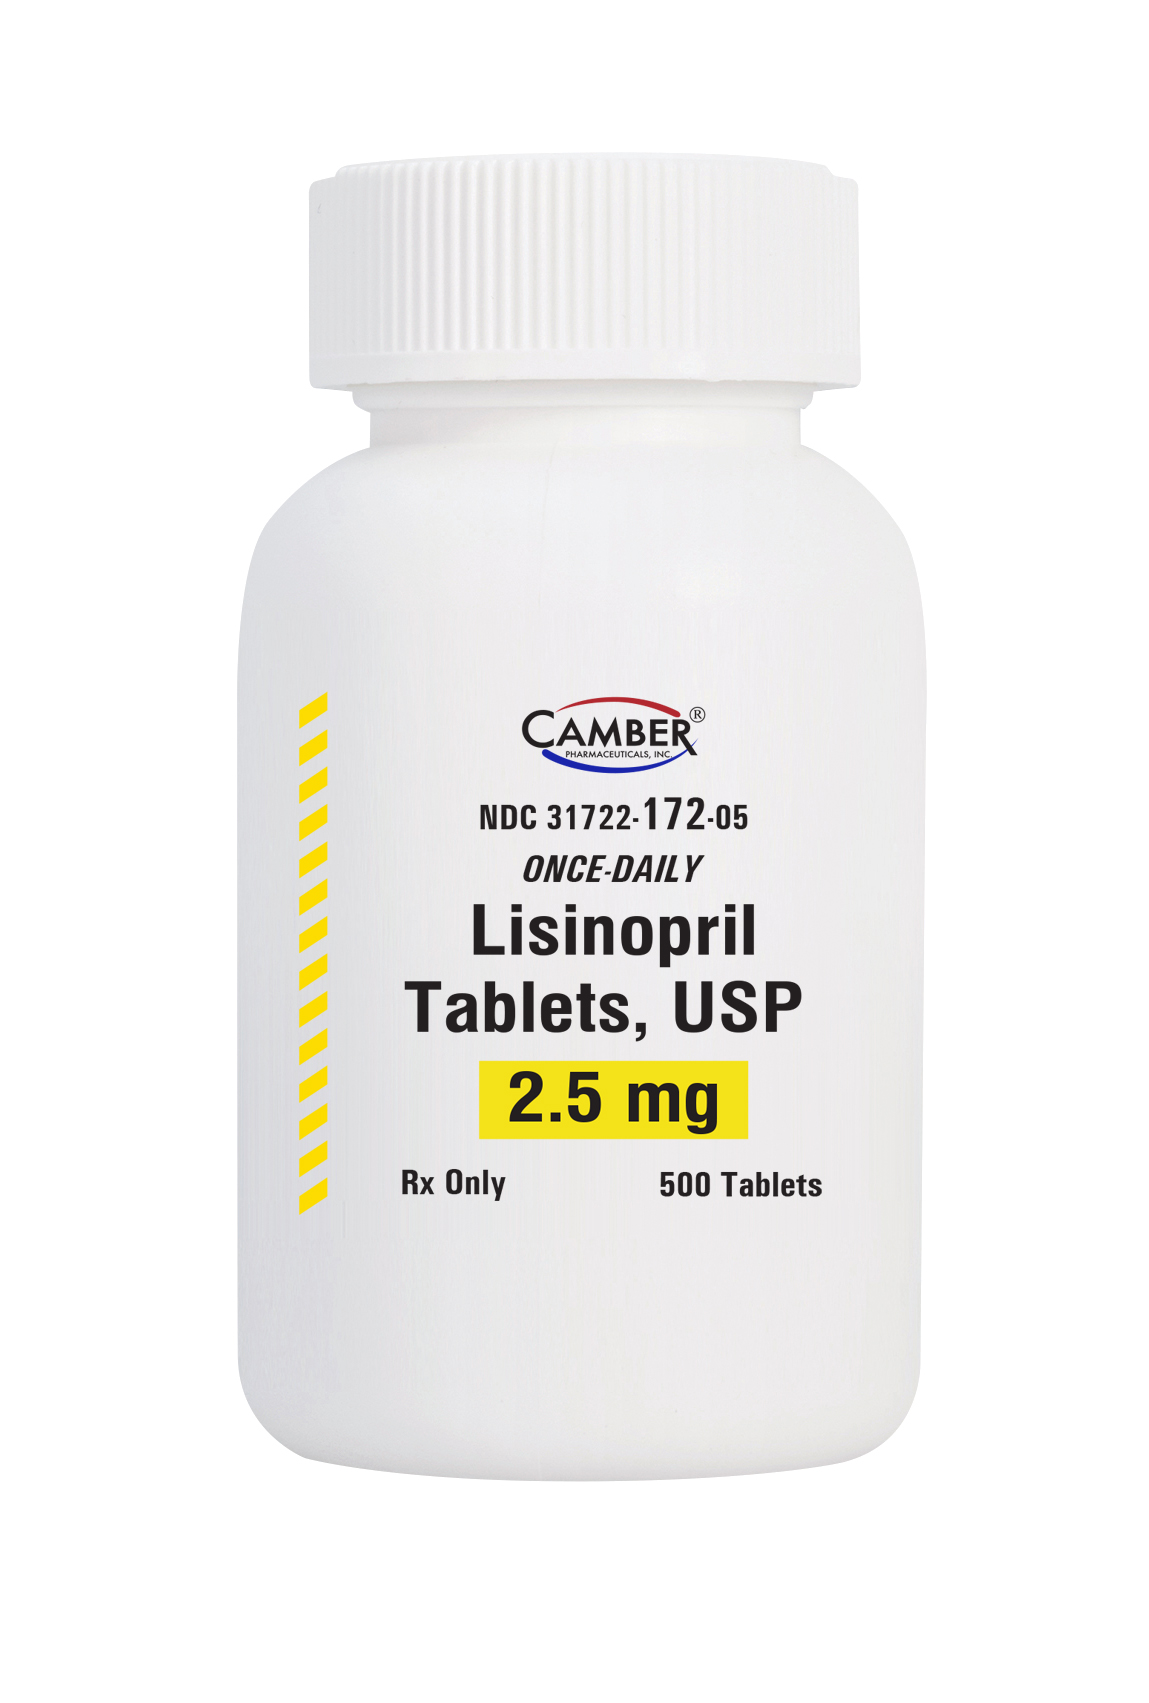 CAMBER®
PHARMACEUTICALS, INC.
NDC 31722-172-05
ONCE-DAILY
Lisinopril
Tablets, USP
2.5 mg
Rx Only 500 Tablets